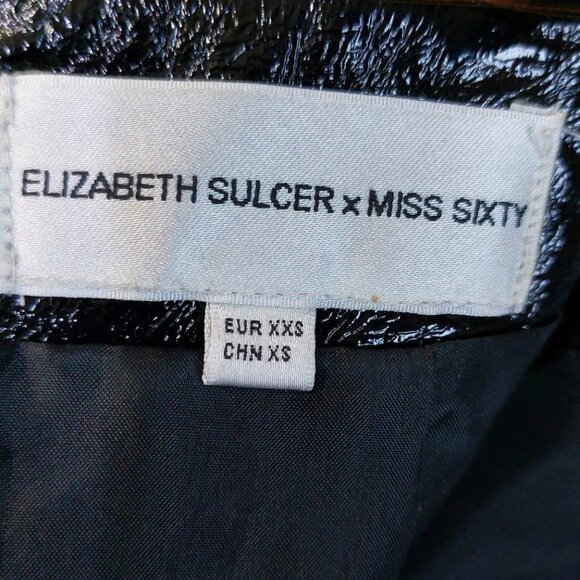 ELIZABETH SULCER x MISS SIXTY
EUR XXS
CHN XS